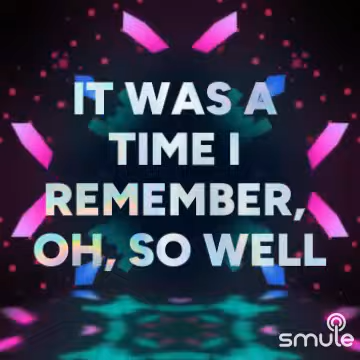 IT WAS A
TIME I
REMEMBER,
OH, SO WELL
smule